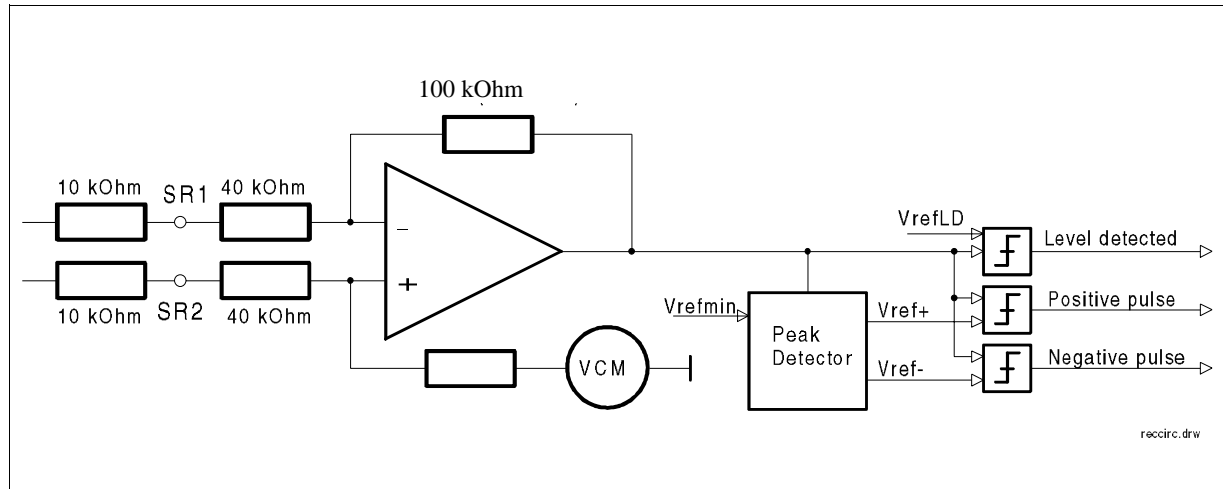 100 kOhm
10 kOhm
SR1
40 kOhm
10 kOhm
SR2
40 kOhm
−
+
VCM
VrefLD
Level detected
Vrefmin
Peak
Detector
Vref+
Positive pulse
Vref-
Negative pulse
reccirc.drw